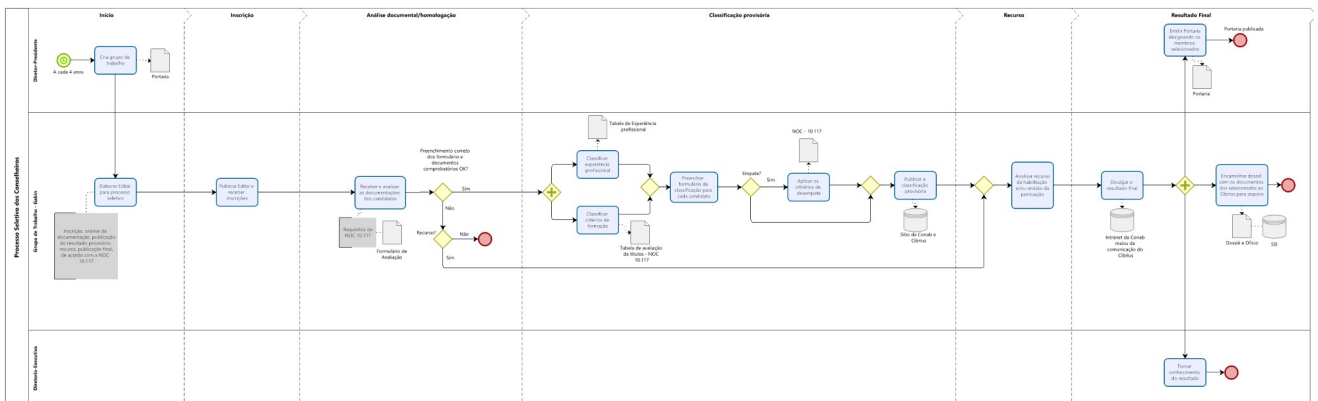 Início
Inscrição
Análise documental/homologação
Classificação provisória
Recurso
Resultado Final
Processo Seletivo dos Conselheiros
Diretor-Presidente
A cada 4 anos
Cria grupo de
trabalho
Portaria
Emitir Portaria
designando os
membros
selecionados
Portaria
Portaria publicada
Grupo de Trabalho - Gabin
Elaborar Edital
para processo
seletivo
Inscrição, análise da
documentação, publicação
do resultado provisório,
recurso, publicação final,
de acordo com a NOC
10.117
Publicar Edital e
receber
inscrições
Receber e analisar
as documentações
dos candidatos
Requisitos da
NOC 10.117
Formulário de
Avaliação
Preenchimento correto
dos formulário e
documentos
comprobatórios OK?
Sim
Não
Recurso?
Não
Sim
Tabela de Experiência
profissional
Classificar
experiência
profissional
Classificar
critérios de
formação
Tabela de avaliação
de títulos - NOC
10.117
Preencher
formulário de
classificação para
cada candidato
Empate?
Sim
NOC - 10.117
Aplicar os
critérios de
desempate
Publicar a
classificação
provisória
Sítio da Conab e
Cibrius
Analisar recurso
da habilitação
e/ou revisão da
pontuação
Divulgar o
resultado final
Intranet da Conab
meios de
comunicação do
Cibrius
Encaminhar dossiê
com os documentos
dos selecionados ao
Cibrius para arquivo
Dossiê e Ofício
SEI
Diretoria-Executiva
Tomar
conhecimento
do resultado